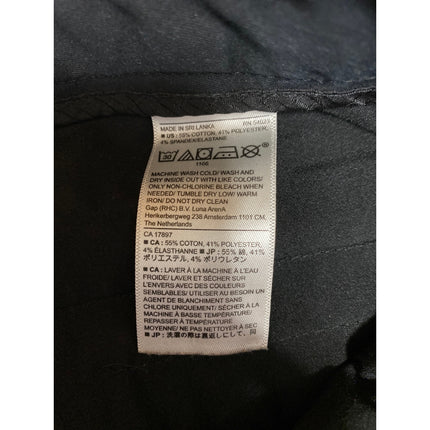 MADE IN SRI LANKA RN 54023
■ US : 55% COTTON, 41% POLYESTER,
4% SPANDEX/ELASTANE
30
1106
MACHINE WASH COLD/ WASH AND
DRY INSIDE OUT WITH LIKE COLORS/
ONLY NON-CHLORINE BLEACH WHEN
NEEDED/ TUMBLE DRY LOW/ WARM
IRON/ DO NOT DRY CLEAN
Gap (RHC) B.V. Luna ArenA
Herikerbergweg 238 Amsterdam 1101 CM,
The Netherlands
CA 17897
■ CA : 55% COTON, 41% POLYESTER,
4% ÉLASTHANNE ■ JP : 55% 綿, 41%
ポリエステル, 4% ポリウレタン
■ CA : LAVER À LA MACHINE À L'EAU
FROIDE/ LAVER ET SÉCHER SUR
L'ENVERS AVEC DES COULEURS
SEMBLABLES/ UTILISER AU BESOIN UN
AGENT DE BLANCHIMENT SANS
CHLORE UNIQUEMENT/ SÉCHER À LA
MACHINE À BASSE TEMPÉRATURE/
REPASSER À TEMPÉRATURE
MOYENNE/ NE PAS NETTOYER À SEC
■ JP : 洗濯の際は裏返しにして、同